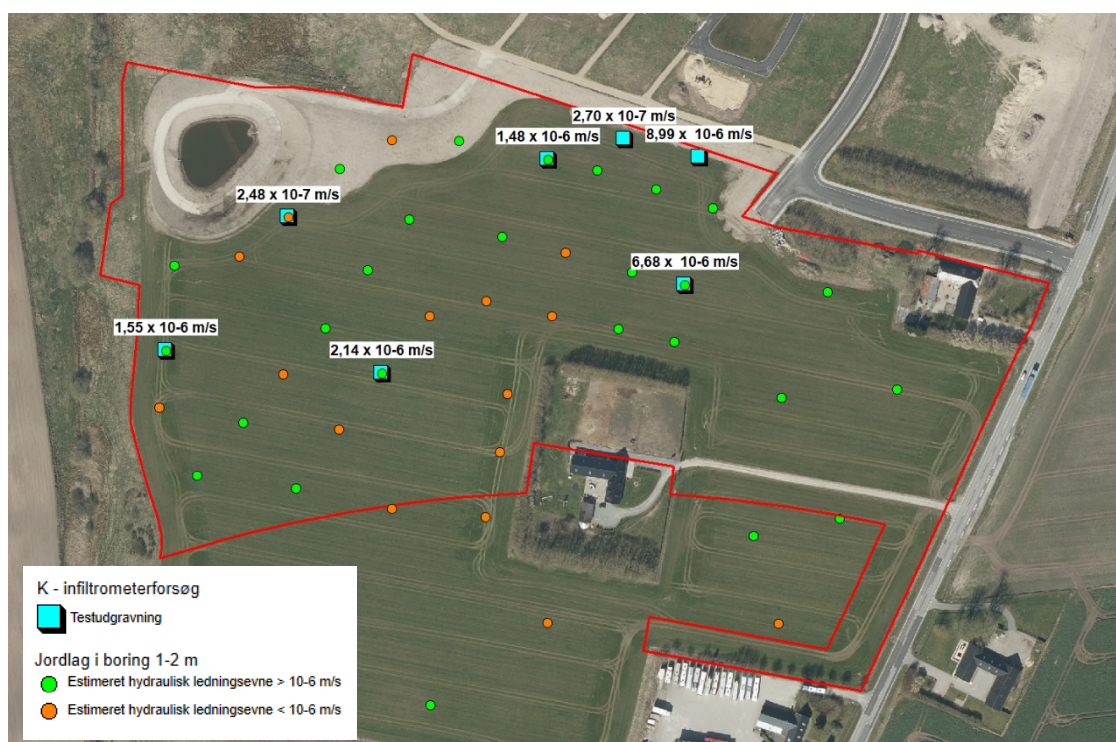 2,70 x 10-7 m/s
1,48 x 10-6 m/s
8,99 x 10-6 m/s
2,48 x 10-7 m/s
6,68 x 10-6 m/s
1,55 x 10-6 m/s
2,14 x 10-6 m/s
K - infiltrometerforsøg
Testudgravning
Jordlag i boring 1-2 m
Estimeret hydraulisk ledningsevne > 10-6 m/s
Estimeret hydraulisk ledningsevne < 10-6 m/s